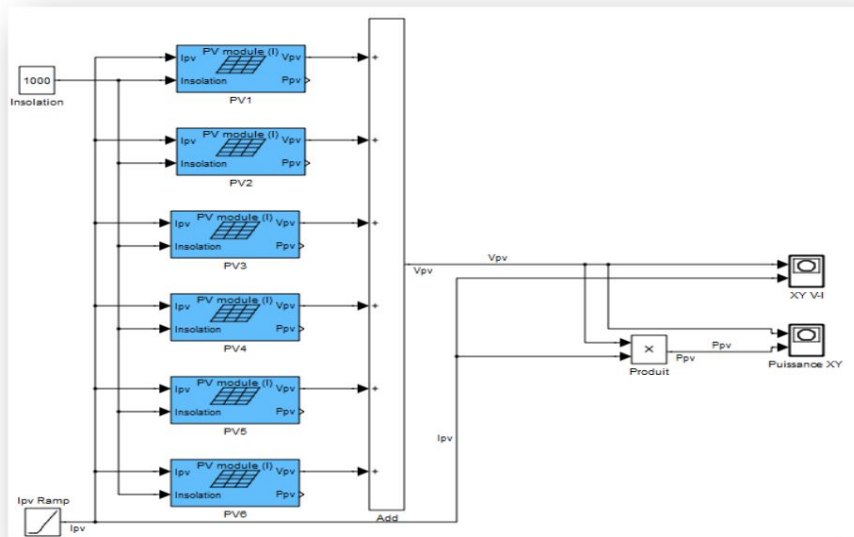 PV module (I)
Ipv
Vpv
+
1000
Insolation
Ppv
Insolation
PV1
PV module (I)
Ipv
Vpv
+
Insolation
Ppv
PV2
PV module (I)
Ipv
Vpv
+
Insolation
Ppv
PV3
Vpv
Vpv
XY V-I
PV module (I)
Ipv
Vpv
+
Insolation
Ppv
PV4
×
Ppv
Ppv
Produit
Puissance XY
PV module (I)
Ipv
Vpv
+
Insolation
Ppv
PV5
Ipv
PV module (I)
Ipv
Vpv
+
Insolation
Ppv
PV6
Add
Ipv Ramp
Ipv